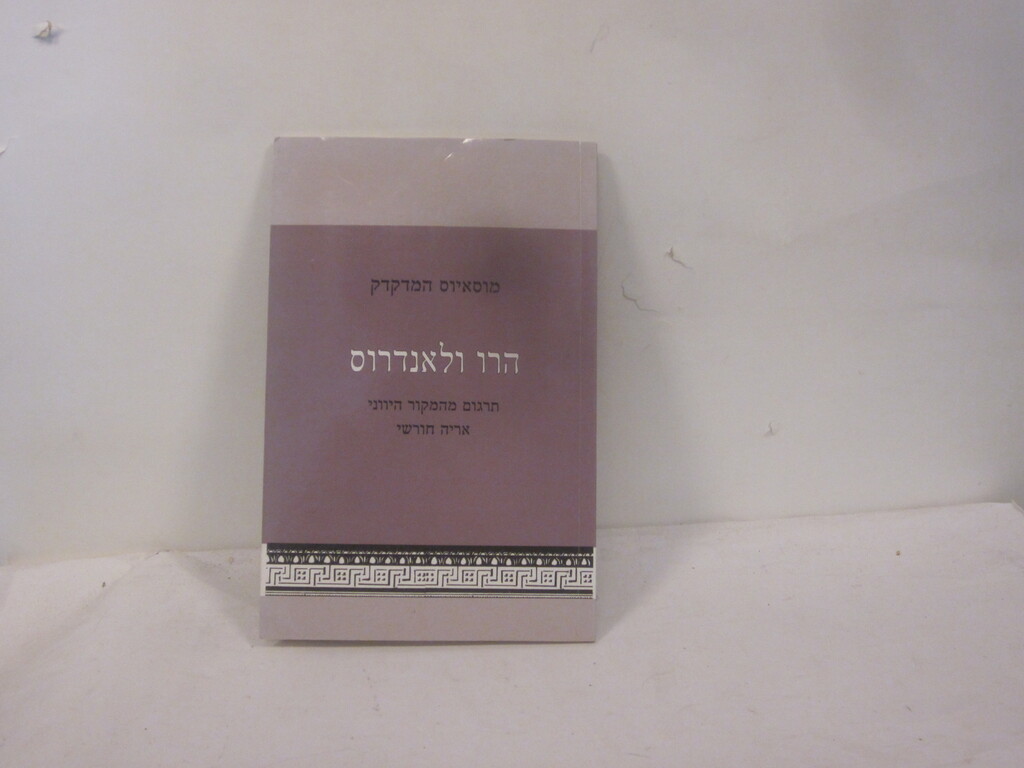 מוסאיוס המדקדק
הרו ולאנדרוס
תרגום מהמקור היווני
אריה חורשי